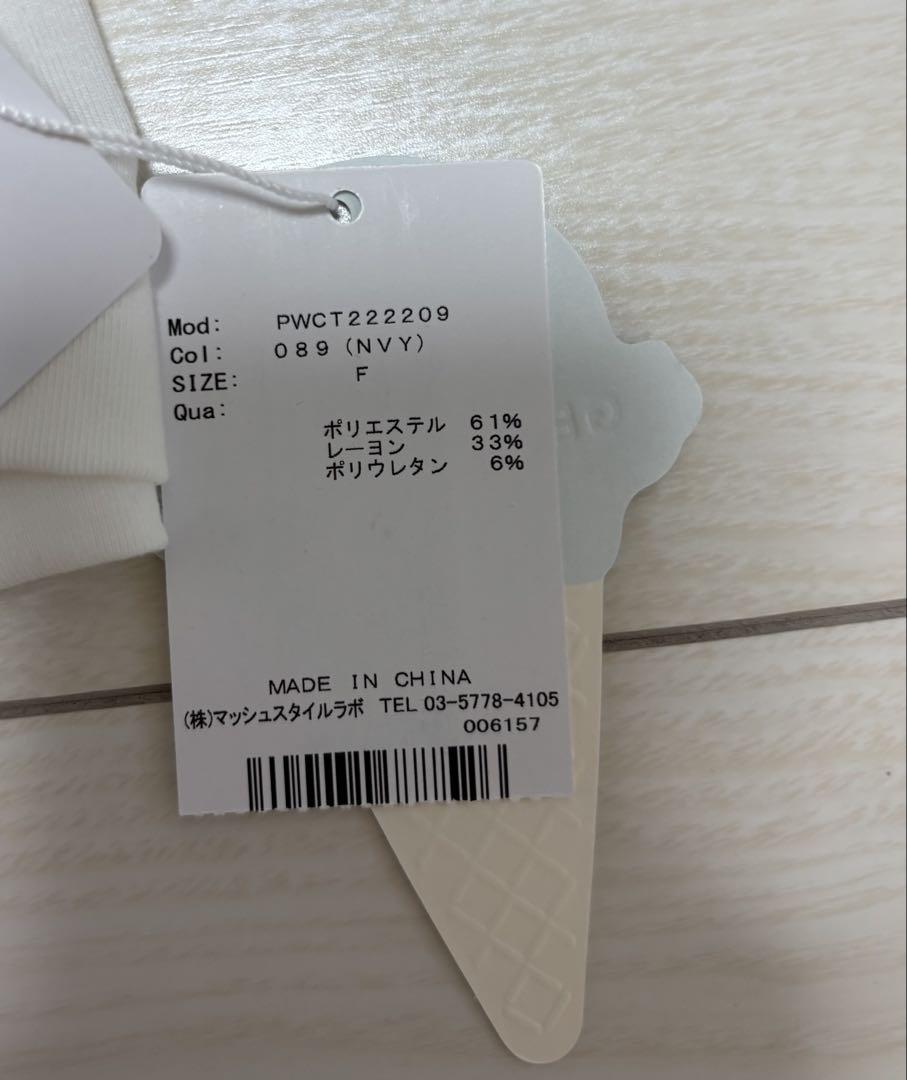 Mod: PWCT222209
Col: 089(NVY)
SIZE: F
Qua:
ポリエステル 61%
レーヨン 33%
ポリウレタン 6%
MADE IN CHINA
(株)マッシュスタイルラボ TEL 03-5778-4105
006157